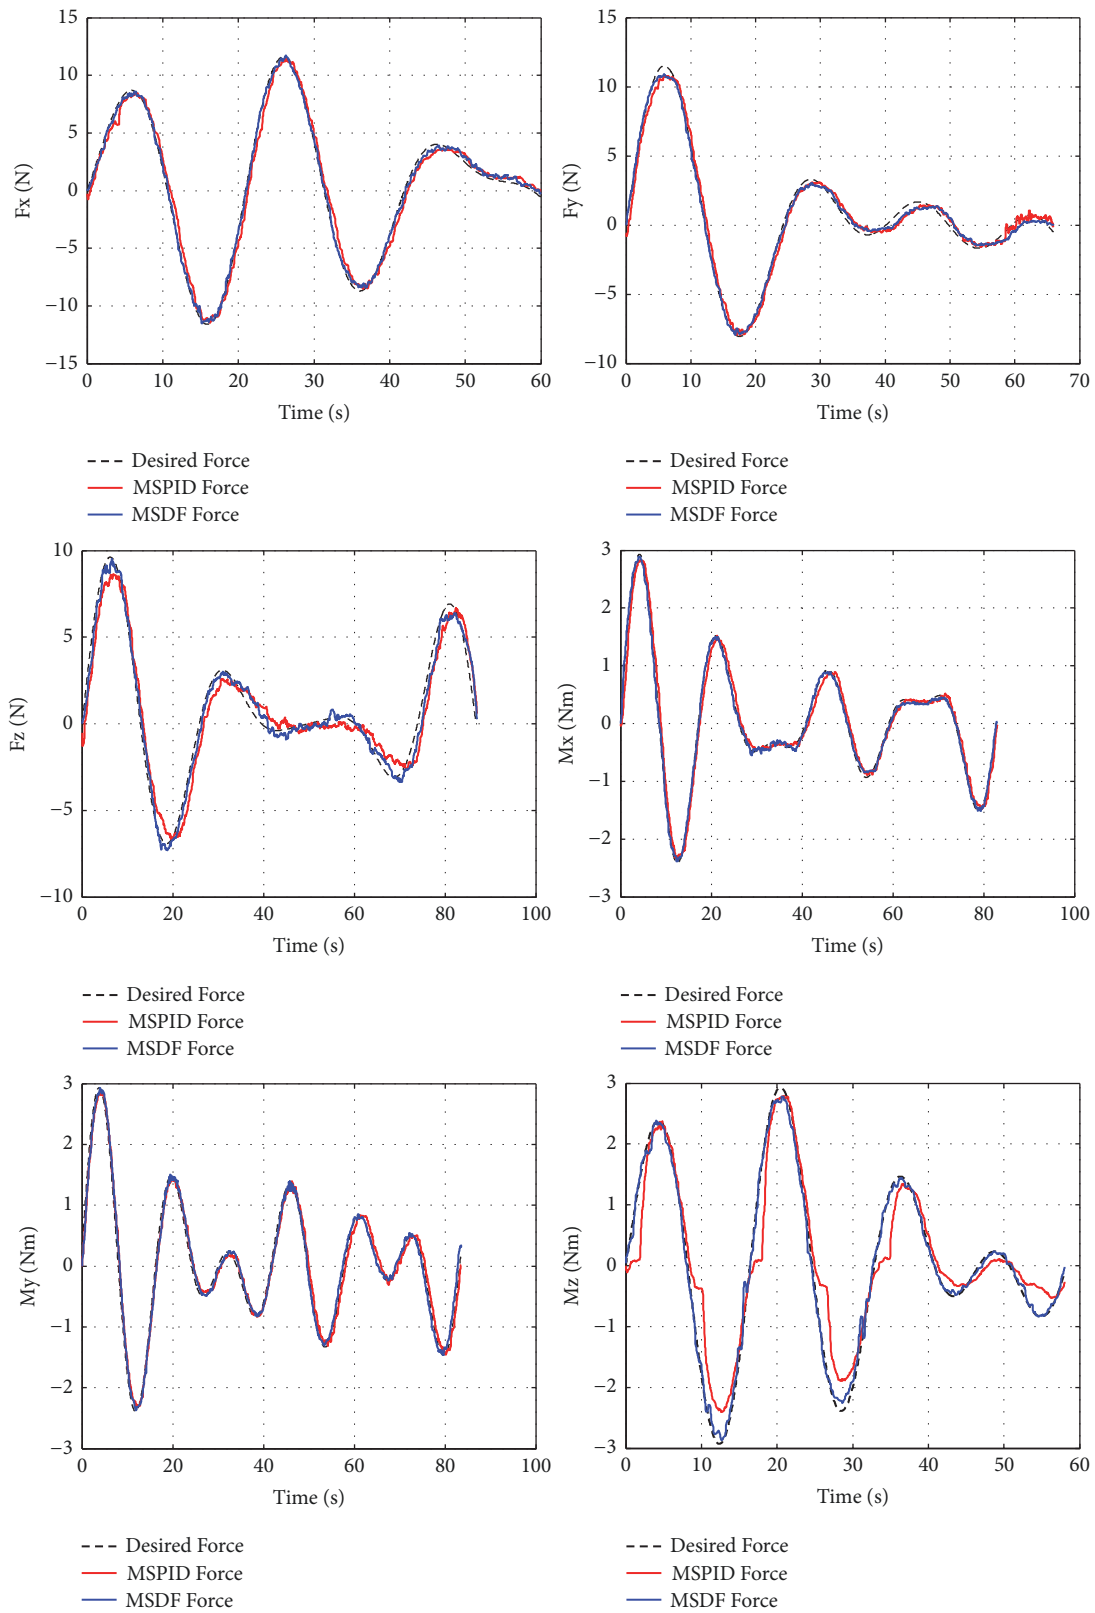 15
10
5
0
−5
−10
−15
Fx (N)
0 10 20 30 40 50 60
Time (s)
Desired Force
MSPID Force
MSDF Force
15
10
5
0
−5
−10
Fy (N)
0 10 20 30 40 50 60 70
Time (s)
Desired Force
MSPID Force
MSDF Force
10
5
0
−5
−10
Fz (N)
0 20 40 60 80 100
Time (s)
Desired Force
MSPID Force
MSDF Force
3
2
1
0
−1
−2
−3
Mx (Nm)
0 20 40 60 80 100
Time (s)
Desired Force
MSPID Force
MSDF Force
3
2
1
0
−1
−2
−3
My (Nm)
0 20 40 60 80 100
Time (s)
Desired Force
MSPID Force
MSDF Force
3
2
1
0
−1
−2
−3
Mz (Nm)
0 10 20 30 40 50 60
Time (s)
Desired Force
MSPID Force
MSDF Force